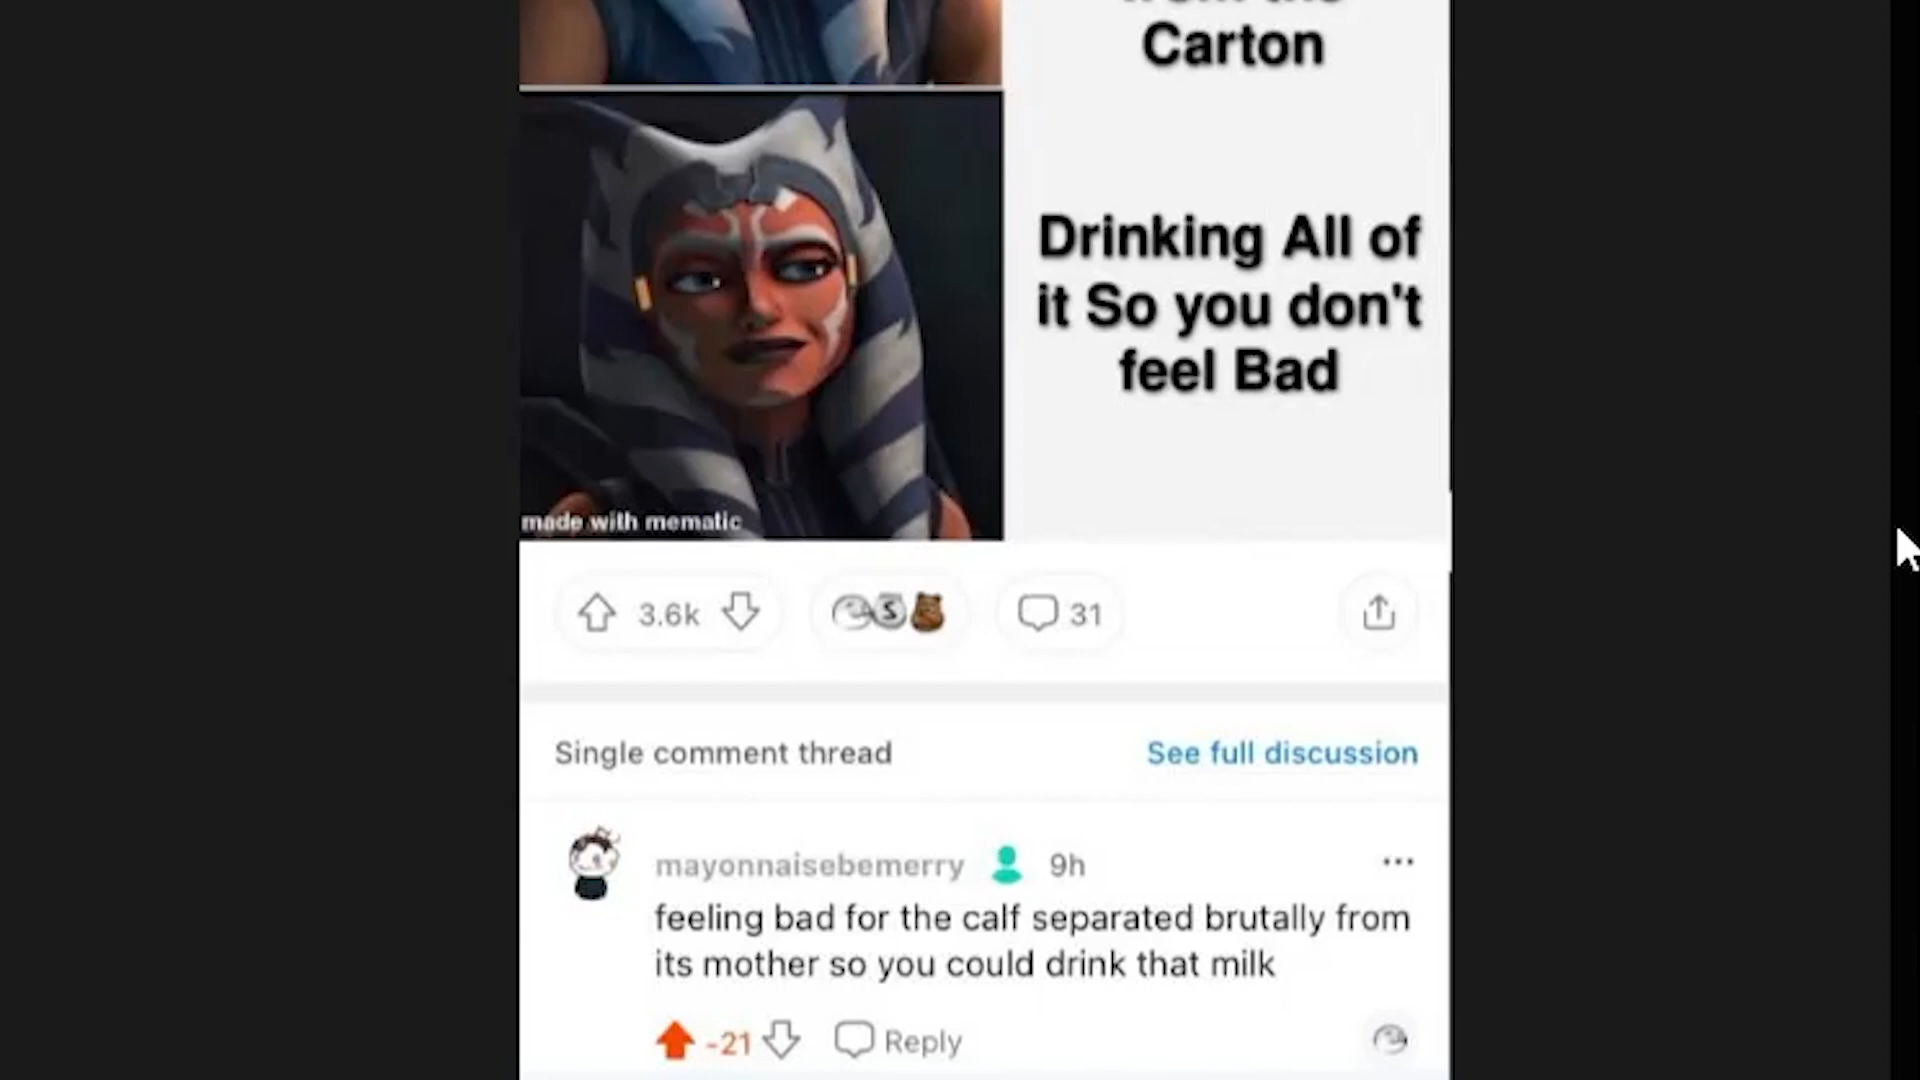 Carton
Drinking All of
it So you don't
feel Bad
made with mematic
3.6k
S
31
Single comment thread
See full discussion
mayonnaisebemerry 9h
feeling bad for the calf separated brutally from
its mother so you could drink that milk
-21
Reply